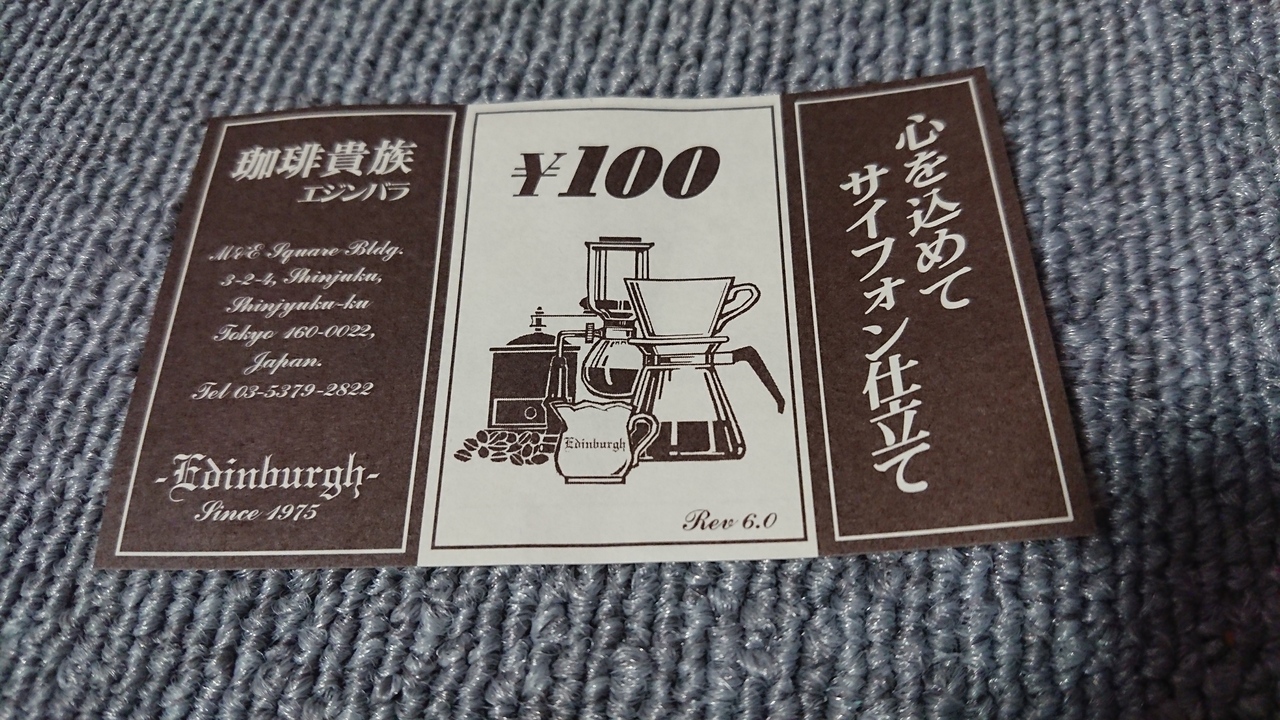 珈琲貴族
エジンバラ
M&E Square Bldg.
3-2-4, Shinjuku,
Shinjyuku-ku
Tokyo 160-0022,
Japan.
Tel 03-5379-2822
-Edinburgh-
Since 1975
¥100
Edinburgh
Rev 6.0
心を込めて
サイフォン仕立て